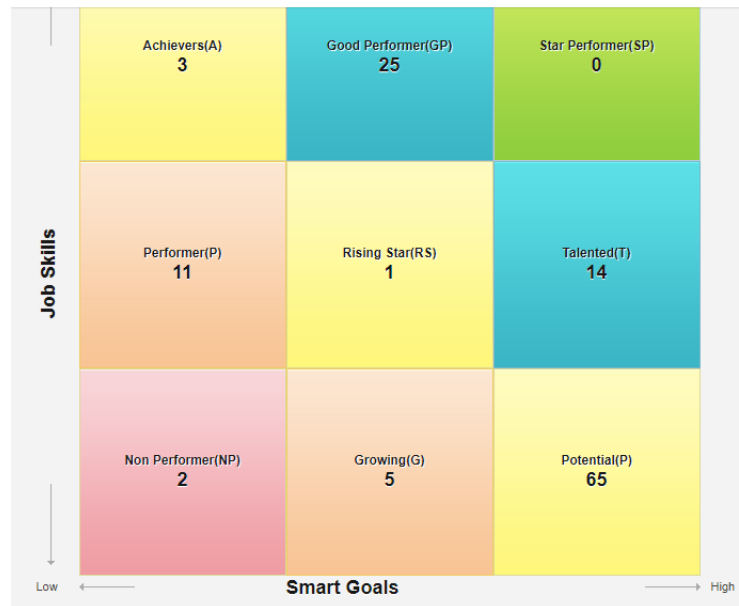 Achievers(A)
3
Good Performer(GP)
25
Star Performer(SP)
0
Job Skills
Performer(P)
11
Rising Star(RS)
1
Talented(T)
14
Non Performer(NP)
2
Growing(G)
5
Potential(P)
65
Low
Smart Goals
High